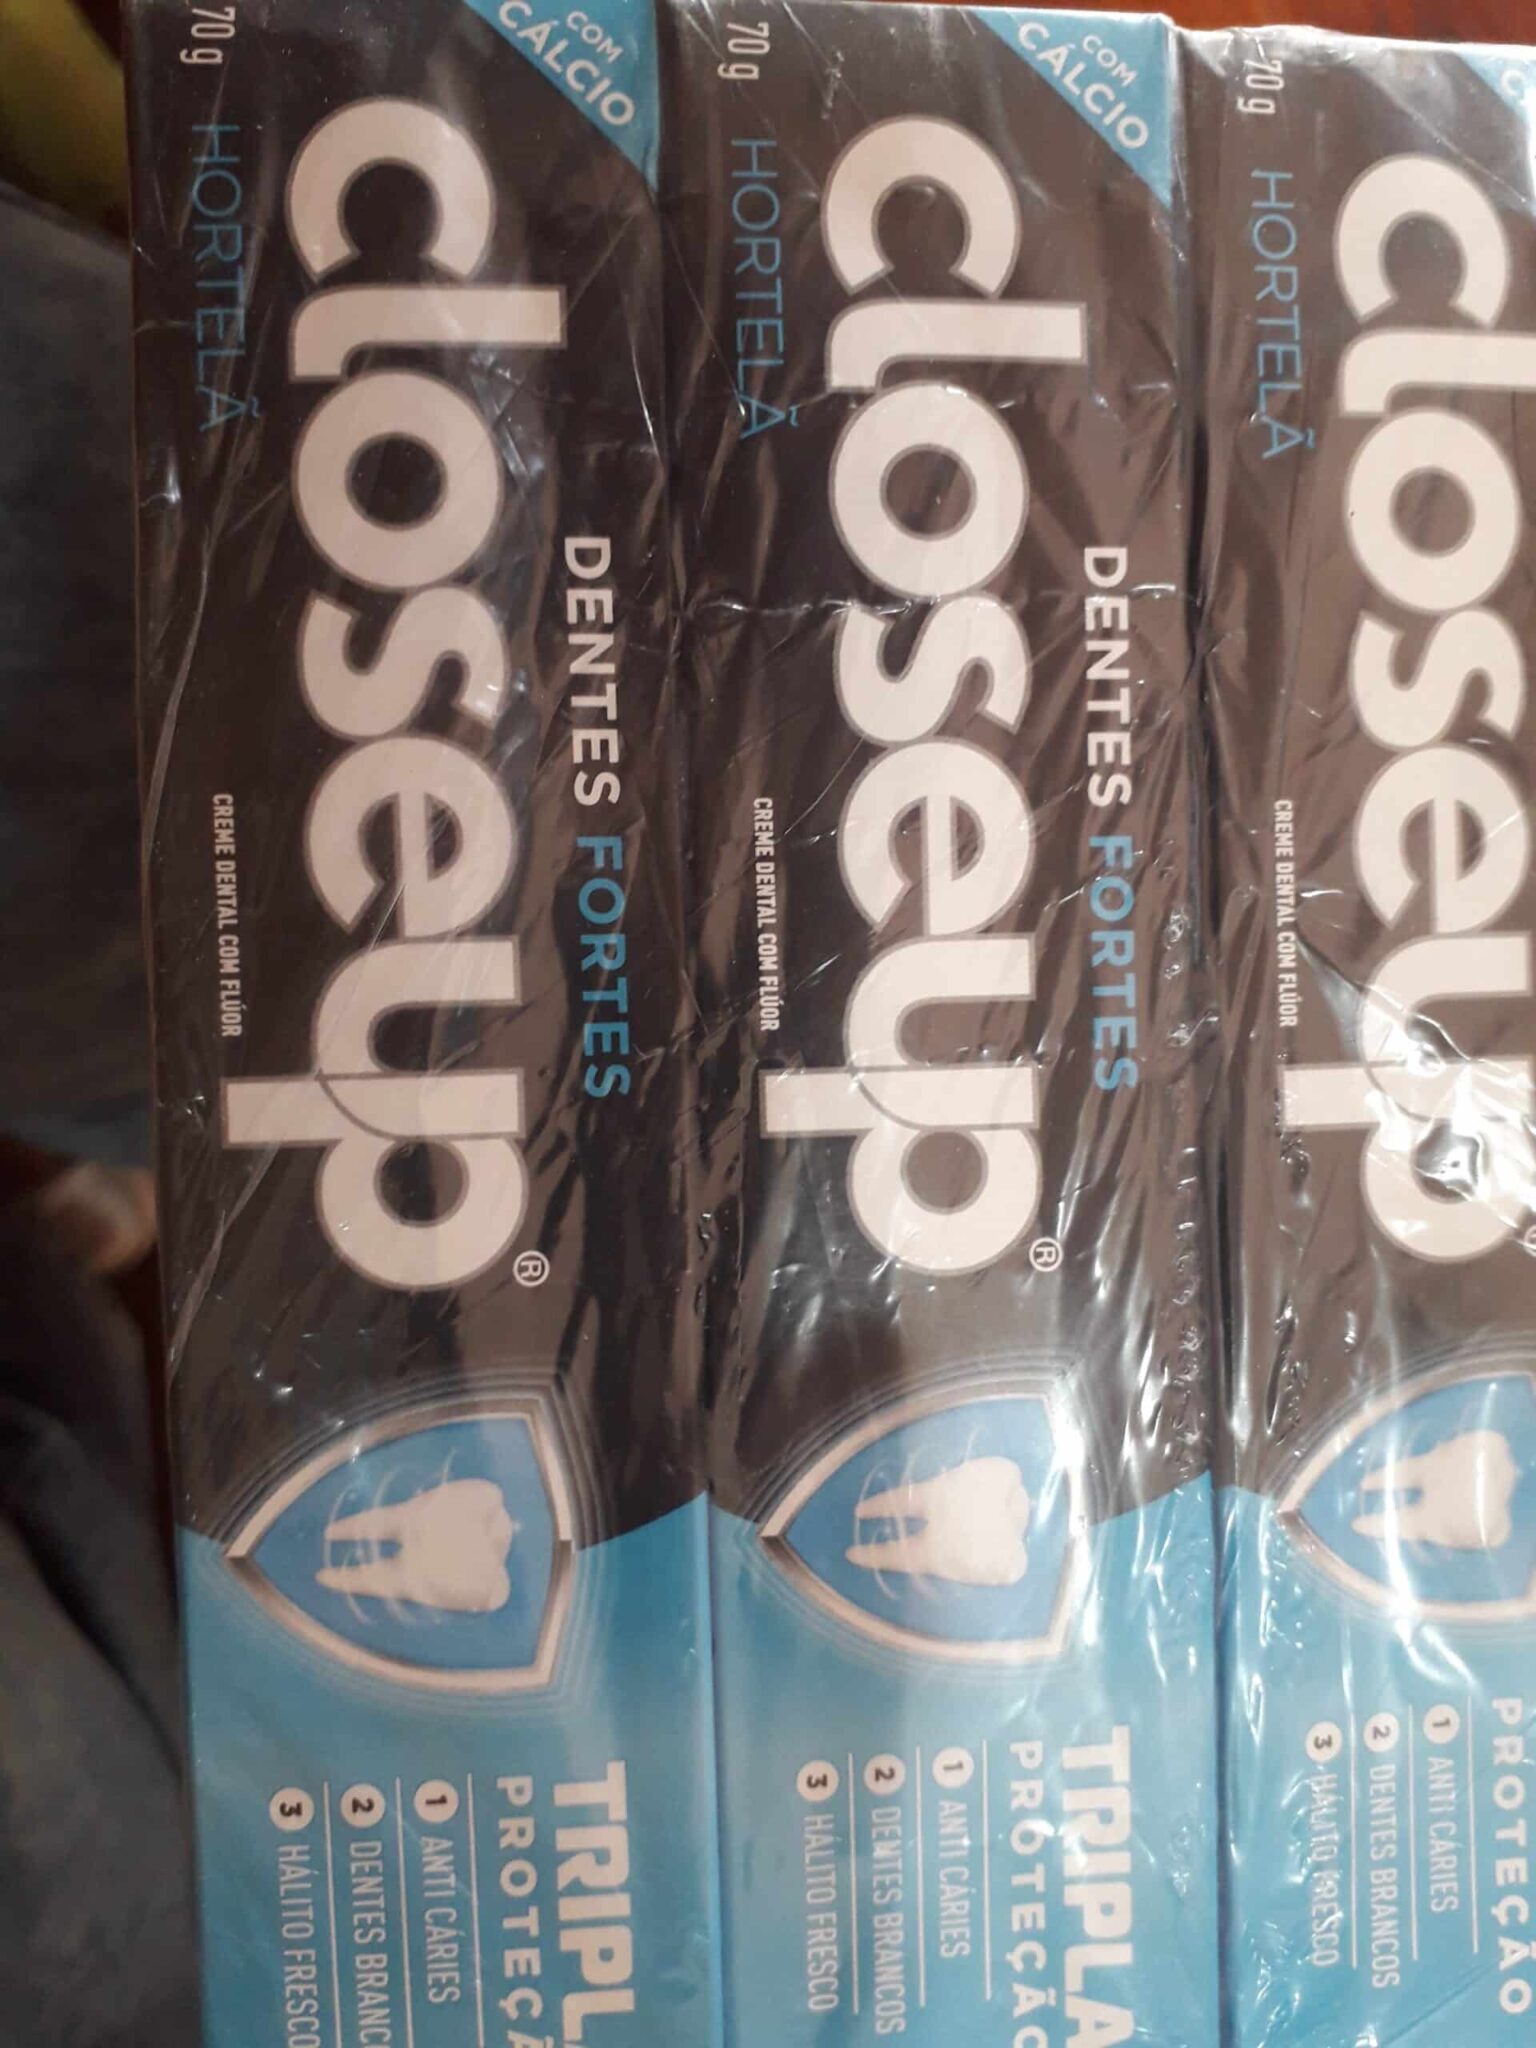 COM
CÁLCIO
70 g
HORTELÃ
closeup®
DENTES FORTES
CREME DENTAL COM FLÚOR
PROTEÇÃO
1 ANTI CÁRIES
2 DENTES BRANCOS
3 HÁLITO FRESCO
COM
CÁLCIO
70 g
HORTELÃ
closeup®
DENTES FORTES
CREME DENTAL COM FLÚOR
TRIPLA
PROTEÇÃO
1 ANTI CÁRIES
2 DENTES BRANCOS
3 HÁLITO FRESCO
70 g
HORTELÃ
closeup
CREME DENTAL COM FLÚOR
PROTEÇÃO
1 ANTI CÁRIES
2 DENTES BRANCOS
3 HÁLITO FRESCO